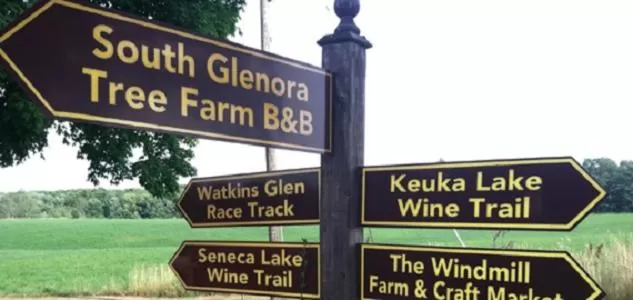 South Glenora
Tree Farm B&B
Watkins Glen
Race Track
Keuka Lake
Wine Trail
Seneca Lake
Wine Trail
The Windmill
Farm & Craft Market